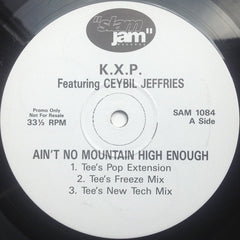 "slam
jam"
RECORDS
K.X.P.
Featuring CEYBIL JEFFRIES
Promo Only
Not For Resale
33⅓ RPM
SAM 1084
A Side
AIN'T NO MOUNTAIN HIGH ENOUGH
1. Tee's Pop Extension
2. Tee's Freeze Mix
3. Tee's New Tech Mix